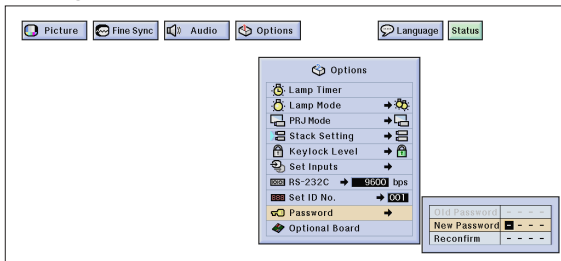 Picture Fine Sync Audio Options Language Status
Options
Lamp Timer
Lamp Mode
PRJ Mode
Stack Setting
Keylock Level
Set Inputs
RS-232C 9600 bps
Set ID No. 001
Password
Optional Board
Old Password - - - -
New Password - - - -
Reconfirm - - - -